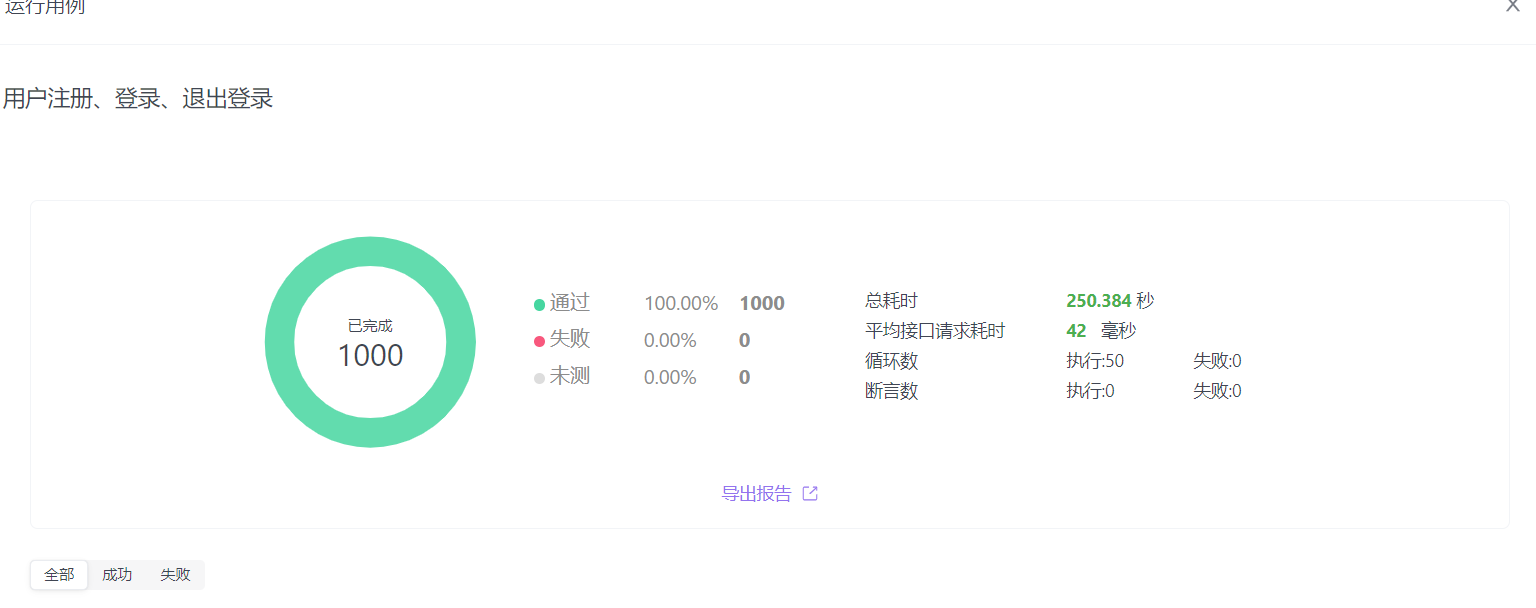 运行用例 X
用户注册、登录、退出登录
已完成
1000
通过 100.00% 1000
失败 0.00% 0
未测 0.00% 0
总耗时 250.384 秒
平均接口请求耗时 42 毫秒
循环数 执行:50 失败:0
断言数 执行:0 失败:0
导出报告
全部 成功 失败